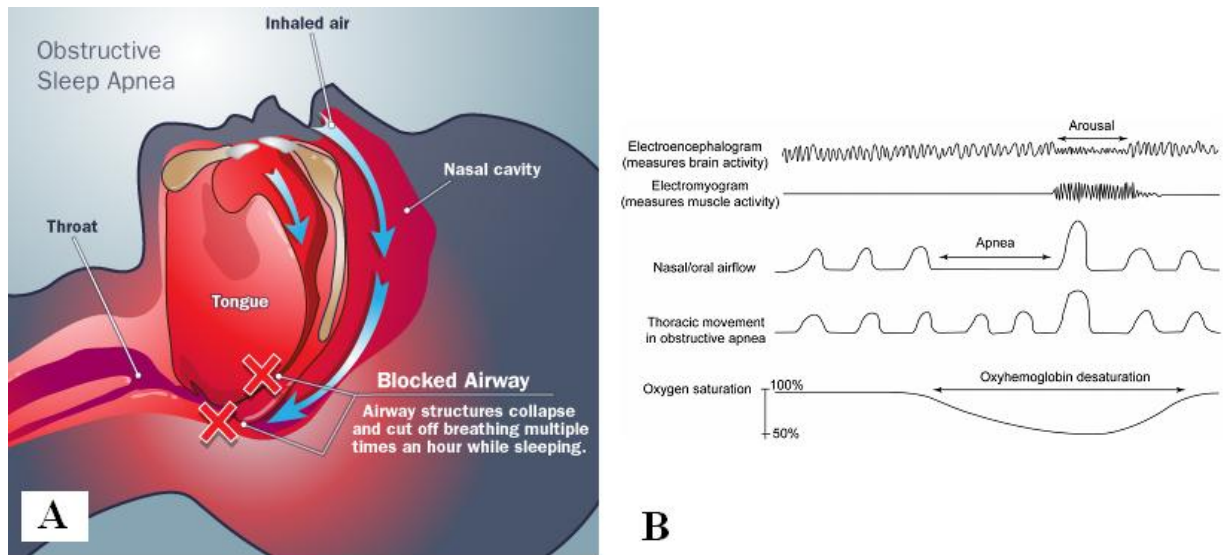 Obstructive
Sleep Apnea
Inhaled air
Nasal cavity
Throat
Tongue
Blocked Airway
Airway structures collapse
and cut off breathing multiple
times an hour while sleeping.
A
Arousal
Electroencephalogram
(measures brain activity)
Electromyogram
(measures muscle activity)
Apnea
Nasal/oral airflow
Thoracic movement
in obstructive apnea
Oxygen saturation
100%
Oxyhemoglobin desaturation
50%
B